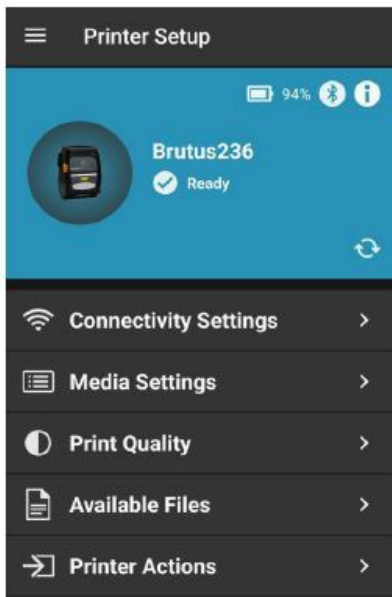 Printer Setup
94%
Brutus236
Ready
Connectivity Settings
Media Settings
Print Quality
Available Files
Printer Actions